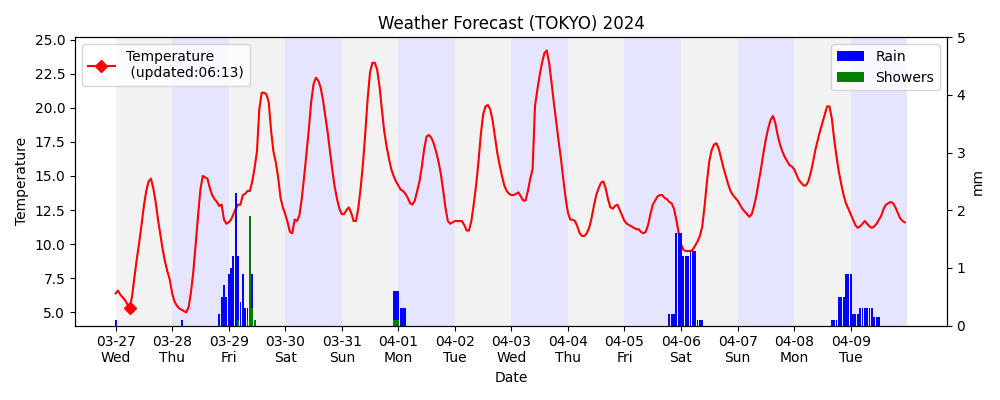 Weather Forecast (TOKYO) 2024
Temperature
(updated:06:13)
Rain
Showers
25.0
22.5
20.0
17.5
15.0
12.5
10.0
7.5
5.0
Temperature
5
4
3
2
1
0
mm
03-27 03-28 03-29 03-30 03-31 04-01 04-02 04-03 04-04 04-05 04-06 04-07 04-08 04-09
Wed Thu Fri Sat Sun Mon Tue Wed Thu Fri Sat Sun Mon Tue
Date